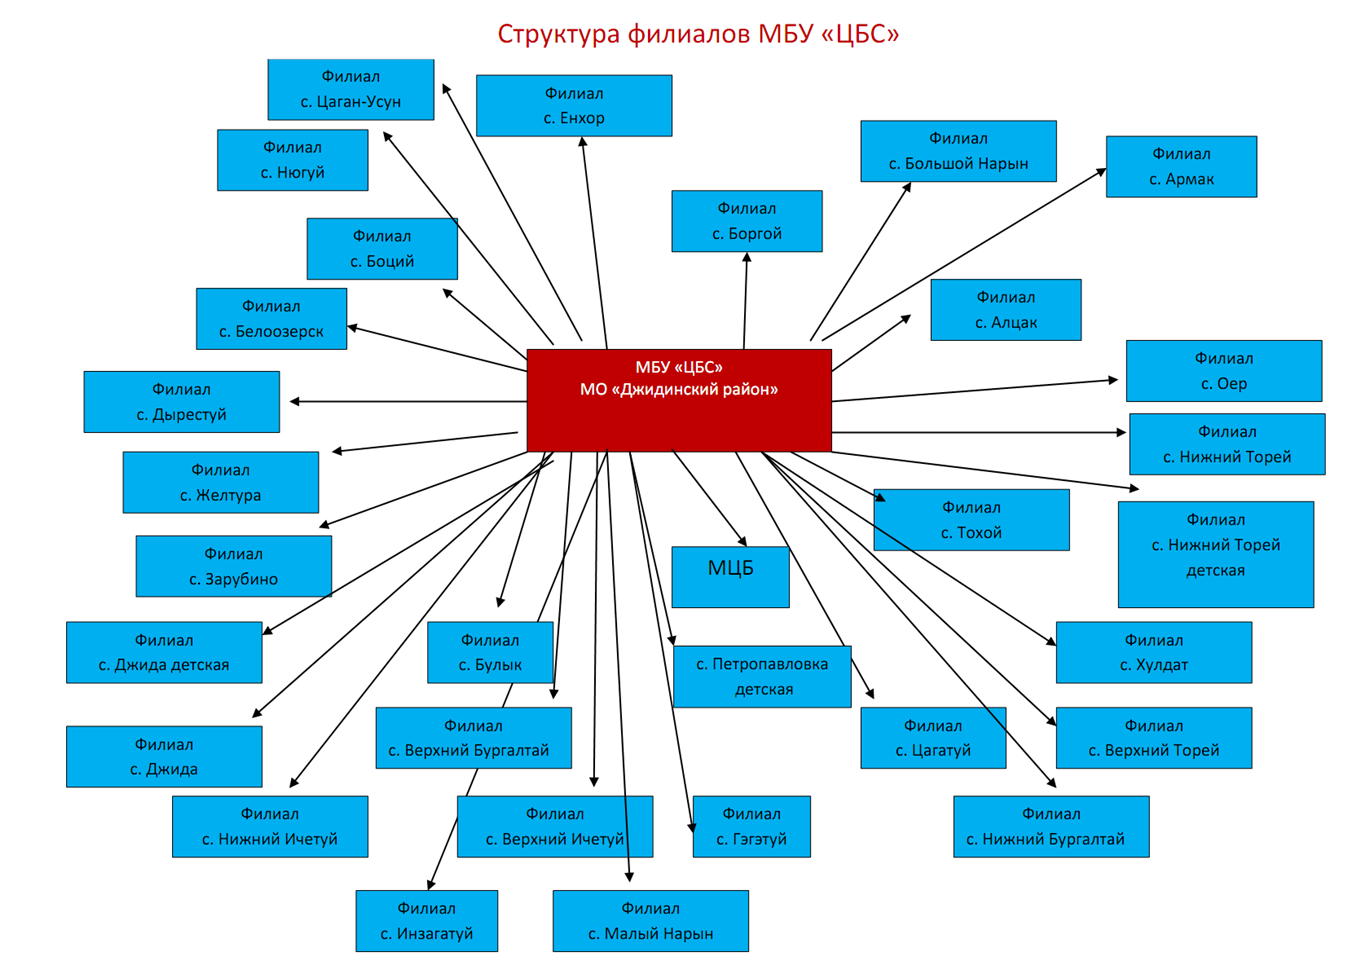 Структура филиалов МБУ «ЦБС»
Филиал
с. Цаган-Усун
Филиал
с. Енхор
Филиал
с. Нюгуй
Филиал
с. Большой Нарын
Филиал
с. Армак
Филиал
с. Боргой
Филиал
с. Боций
Филиал
с. Белоозерск
Филиал
с. Алцак
МБУ «ЦБС»
МО «Джидинский район»
Филиал
с. Оер
Филиал
с. Дырестуй
Филиал
с. Нижний Торей
Филиал
с. Желтура
Филиал
с. Тохой
Филиал
с. Нижний Торей
детская
Филиал
с. Зарубино
МЦБ
Филиал
с. Джида детская
Филиал
с. Булык
с. Петропавловка
детская
Филиал
с. Хулдат
Филиал
с. Джида
Филиал
с. Верхний Бургалтай
Филиал
с. Цагатуй
Филиал
с. Верхний Торей
Филиал
с. Нижний Ичетуй
Филиал
с. Верхний Ичетуй
Филиал
с. Гэгэтуй
Филиал
с. Нижний Бургалтай
Филиал
с. Инзагатуй
Филиал
с. Малый Нарын